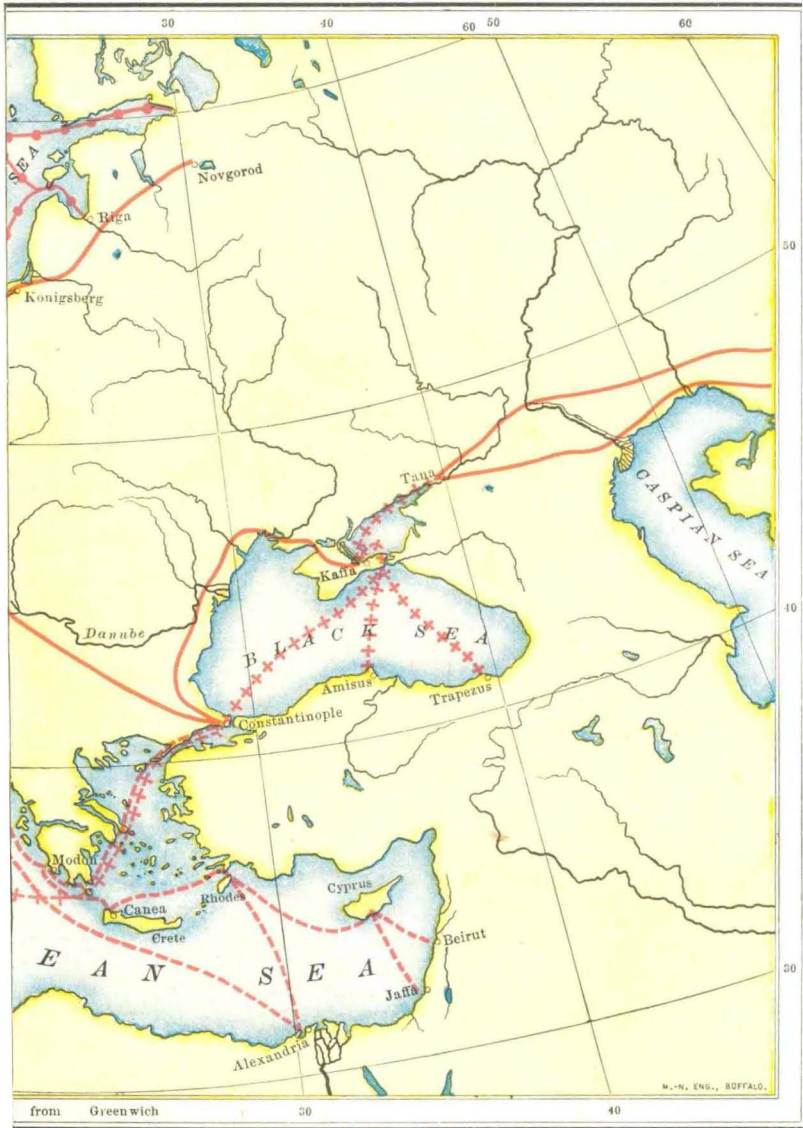 30 40 60 50 60
SEA
Novgorod
Riga
50
Konigsberg
Tana
CASPIAN SEA
Kaffa
40
Danube
BLACK SEA
Amisus
Trapezus
Constantinople
Modon
Cyprus
Rhodes
Canea
Crete
Beirut
EAN SEA
30
Jaffa
Alexandria
M.-N. ENG., BUFFALO.
from Greenwich 30 40